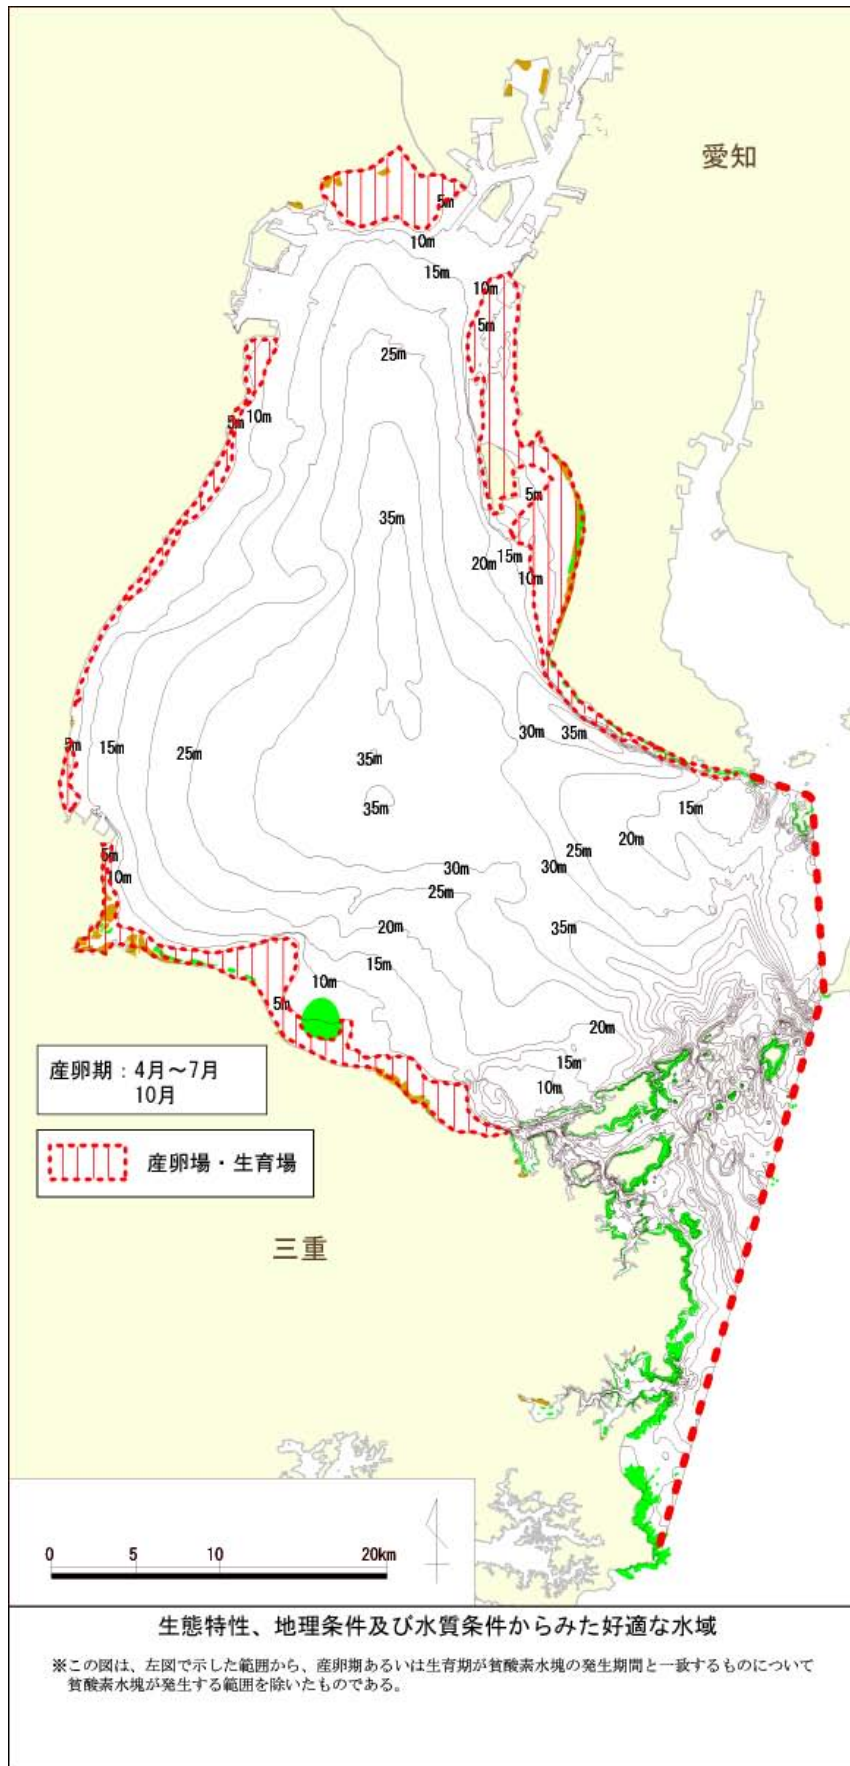 愛知
5m
10m
15m
10m
5m
25m
5m
10m
5m
35m
15m
20m
10m
30m
35m
5m
15m
25m
35m
15m
35m
20m
25m
5m
30m
30m
10m
25m
20m
35m
15m
10m
5m
20m
15m
10m
産卵期：4月～7月
10月
産卵場・生育場
三重
0 5 10 20km
生態特性、地理条件及び水質条件からみた好適な水域
※この図は、左図で示した範囲から、産卵期あるいは生育期が貧酸素水塊の発生期間と一致するものについて
貧酸素水塊が発生する範囲を除いたものである。